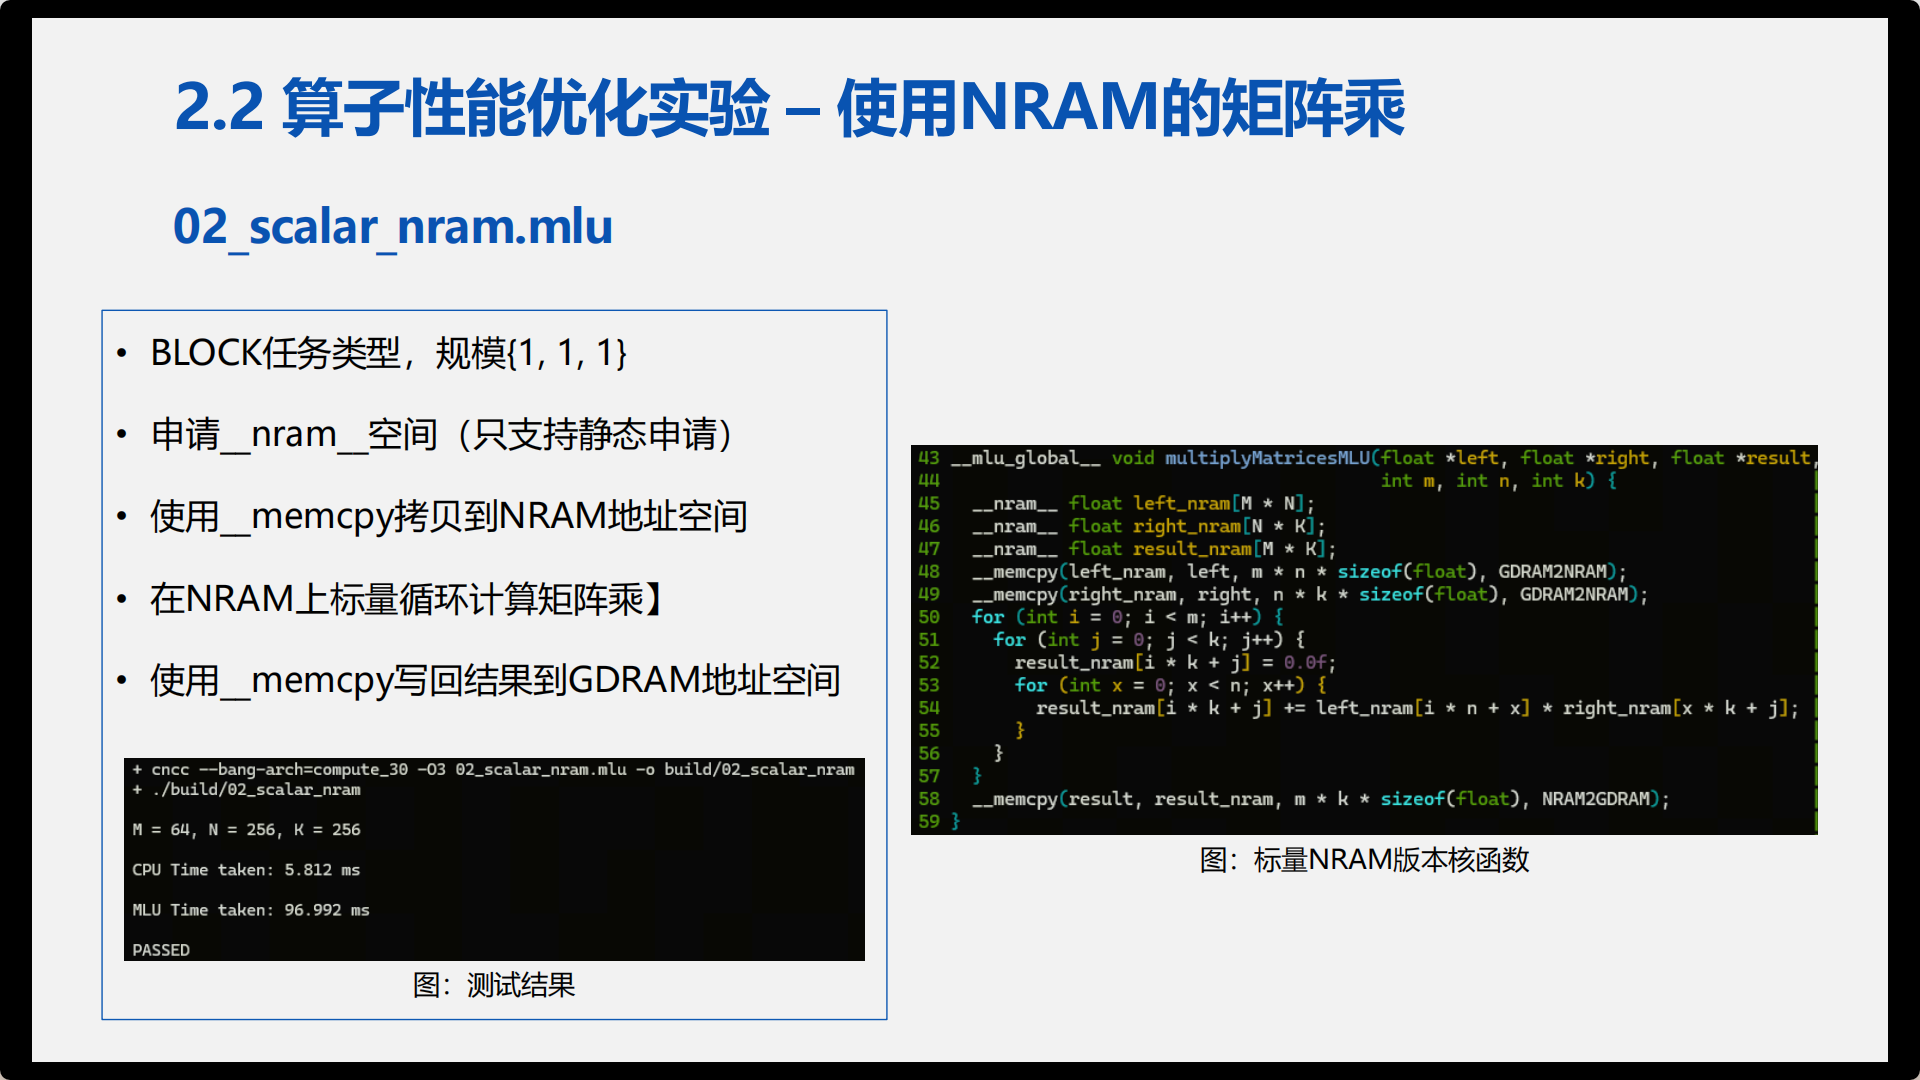 2.2 算子性能优化实验 – 使用NRAM的矩阵乘
02_scalar_nram.mlu
• BLOCK任务类型，规模{1, 1, 1}
• 申请__nram__空间（只支持静态申请）
• 使用__memcpy拷贝到NRAM地址空间
• 在NRAM上标量循环计算矩阵乘】
• 使用__memcpy写回结果到GDRAM地址空间
+ cncc --bang-arch=compute_30 -O3 02_scalar_nram.mlu -o build/02_scalar_nram
+ ./build/02_scalar_nram
M = 64, N = 256, K = 256
CPU Time taken: 5.812 ms
MLU Time taken: 96.992 ms
PASSED
图：测试结果
43 __mlu_global__ void multiplyMatricesMLU(float *left, float *right, float *result,
44                                         int m, int n, int k) {
45   __nram__ float left_nram[M * N];
46   __nram__ float right_nram[N * K];
47   __nram__ float result_nram[M * K];
48   __memcpy(left_nram, left, m * n * sizeof(float), GDRAM2NRAM);
49   __memcpy(right_nram, right, n * k * sizeof(float), GDRAM2NRAM);
50   for (int i = 0; i < m; i++) {
51     for (int j = 0; j < k; j++) {
52       result_nram[i * k + j] = 0.0f;
53       for (int x = 0; x < n; x++) {
54         result_nram[i * k + j] += left_nram[i * n + x] * right_nram[x * k + j];
55       }
56     }
57   }
58   __memcpy(result, result_nram, m * k * sizeof(float), NRAM2GDRAM);
59 }
图：标量NRAM版本核函数